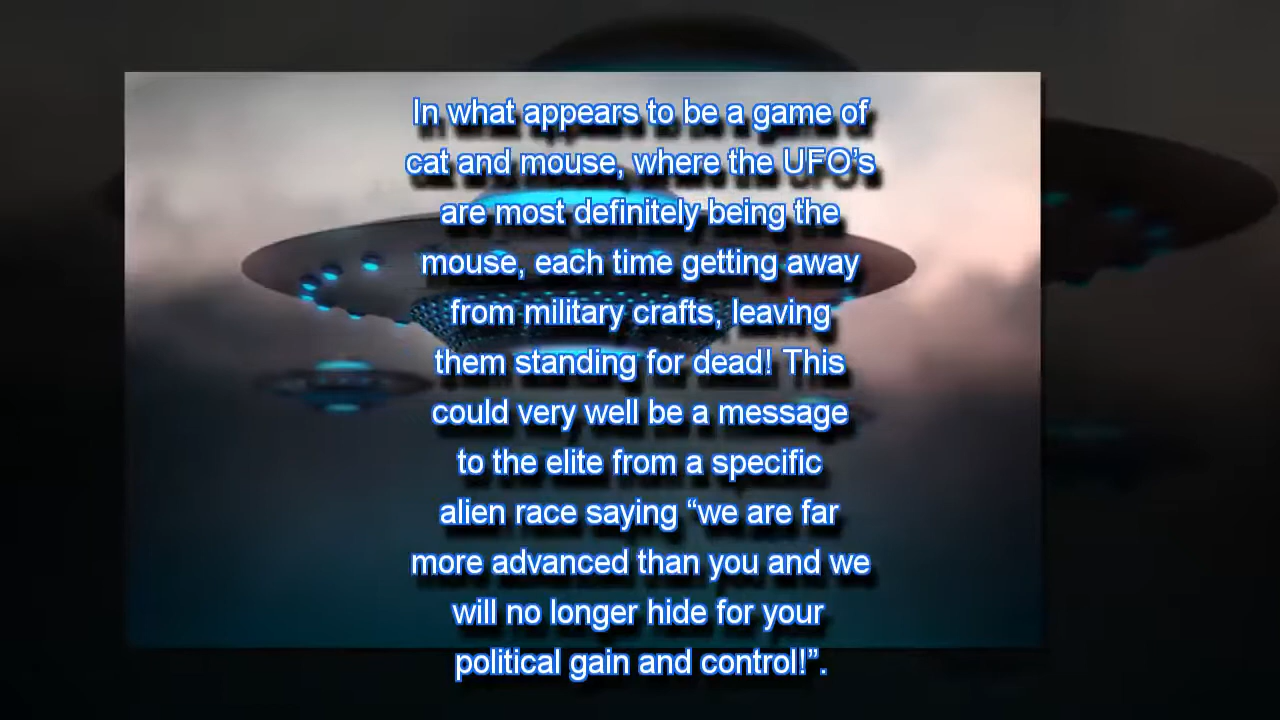 In what appears to be a game of
cat and mouse, where the UFO’s
are most definitely being the
mouse, each time getting away
from military crafts, leaving
them standing for dead! This
could very well be a message
to the elite from a specific
alien race saying “we are far
more advanced than you and we
will no longer hide for your
political gain and control!”.